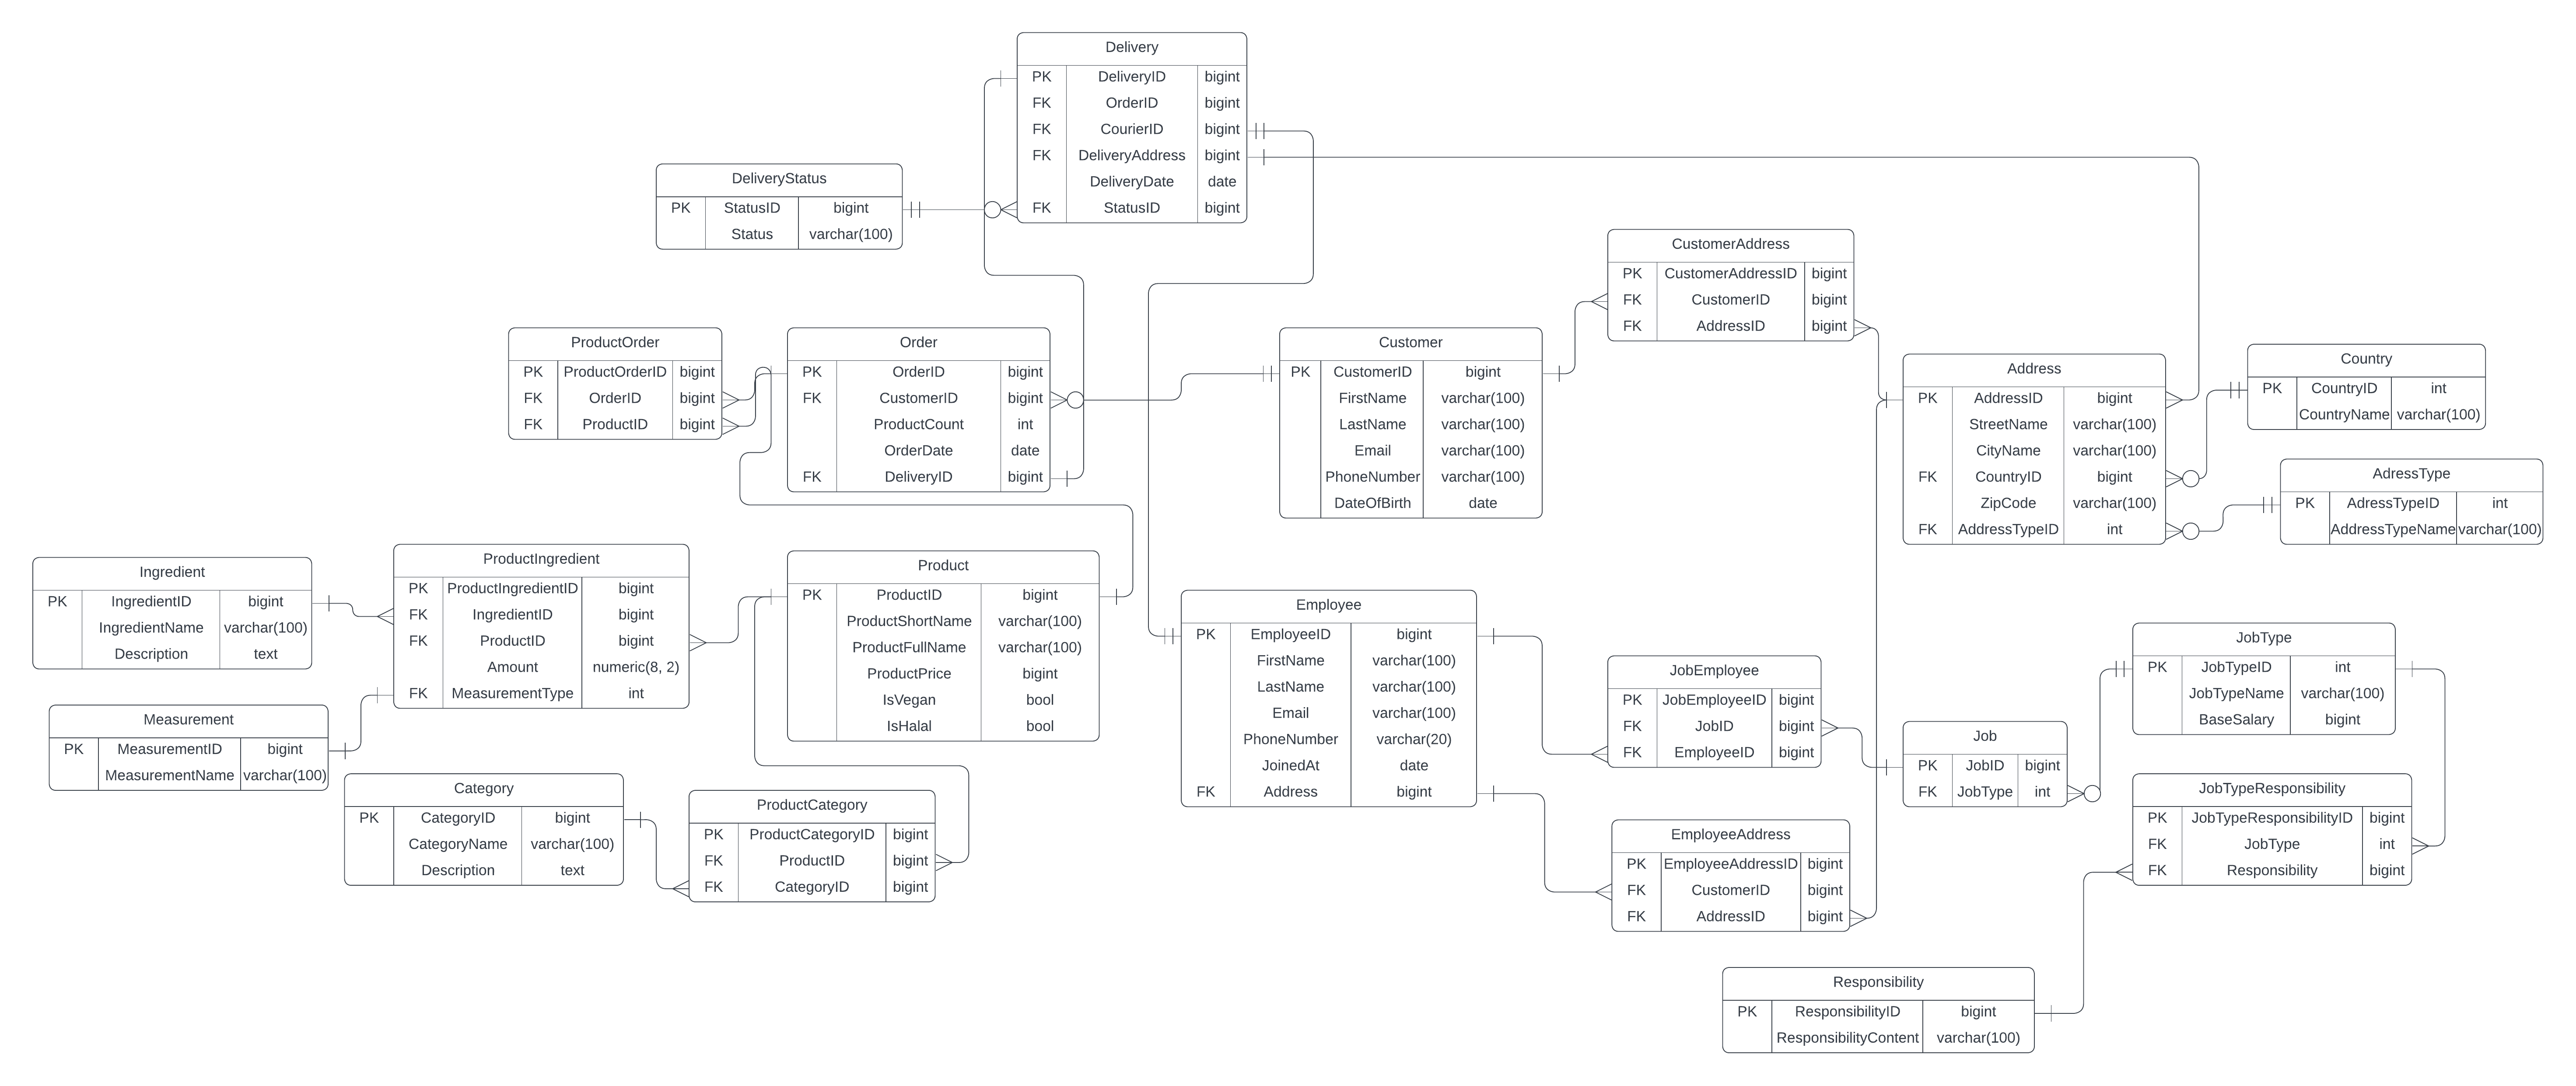 Delivery
PK DeliveryID bigint
FK OrderID bigint
FK CourierID bigint
FK DeliveryAddress bigint
DeliveryDate date
FK StatusID bigint
DeliveryStatus
PK StatusID bigint
Status varchar(100)
CustomerAddress
PK CustomerAddressID bigint
FK CustomerID bigint
FK AddressID bigint
ProductOrder
PK ProductOrderID bigint
FK OrderID bigint
FK ProductID bigint
Order
PK OrderID bigint
FK CustomerID bigint
ProductCount int
OrderDate date
FK DeliveryID bigint
Customer
PK CustomerID bigint
FirstName varchar(100)
LastName varchar(100)
Email varchar(100)
PhoneNumber varchar(100)
DateOfBirth date
Address
PK AddressID bigint
StreetName varchar(100)
CityName varchar(100)
FK CountryID bigint
ZipCode varchar(100)
FK AddressTypeID int
Country
PK CountryID int
CountryName varchar(100)
AdressType
PK AdressTypeID int
AddressTypeName varchar(100)
Ingredient
PK IngredientID bigint
IngredientName varchar(100)
Description text
ProductIngredient
PK ProductIngredientID bigint
FK IngredientID bigint
FK ProductID bigint
Amount numeric(8, 2)
FK MeasurementType int
Product
PK ProductID bigint
ProductShortName varchar(100)
ProductFullName varchar(100)
ProductPrice bigint
IsVegan bool
IsHalal bool
Employee
PK EmployeeID bigint
FirstName varchar(100)
LastName varchar(100)
Email varchar(100)
PhoneNumber varchar(20)
JoinedAt date
FK Address bigint
JobEmployee
PK JobEmployeeID bigint
FK JobID bigint
FK EmployeeID bigint
JobType
PK JobTypeID int
JobTypeName varchar(100)
BaseSalary bigint
Measurement
PK MeasurementID bigint
MeasurementName varchar(100)
Job
PK JobID bigint
FK JobType int
Category
PK CategoryID bigint
CategoryName varchar(100)
Description text
ProductCategory
PK ProductCategoryID bigint
FK ProductID bigint
FK CategoryID bigint
JobTypeResponsibility
PK JobTypeResponsibilityID bigint
FK JobType int
FK Responsibility bigint
EmployeeAddress
PK EmployeeAddressID bigint
FK CustomerID bigint
FK AddressID bigint
Responsibility
PK ResponsibilityID bigint
ResponsibilityContent varchar(100)